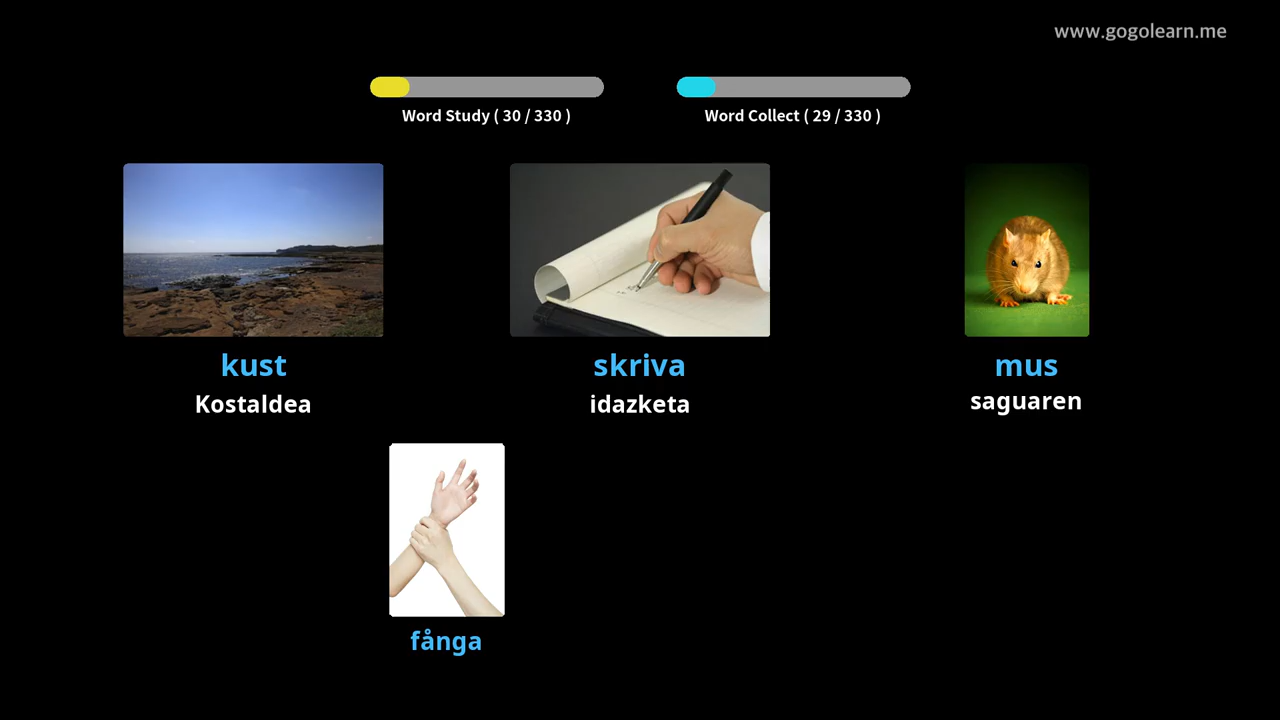 www.gogolearn.me
Word Study ( 30 / 330 )
Word Collect ( 29 / 330 )
kust
Kostaldea
skriva
idazketa
mus
saguaren
fånga